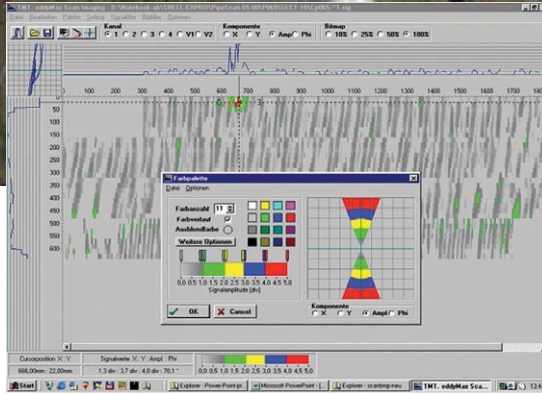 TMT. eddyMax Scan Imaging
Datei Bearbeiten Palette Setting Signalfilter Bildfilter Optionen
Kanal
1 2 3 4 V1 V2
Komponente
X Y Ampl Phi
Bitmap
10% 25% 50% 100%
0 100 200 300 400 500 600 700 800 900 1000 1100 1200 1300 1400 1500 1600 1700 1800
50
100
150
200
250
300
350
400
450
500
550
600
Farbpalette
Datei Optionen
Farbanzahl 11
Farbverlauf
Ausblendfarbe
Weitere Optionen
0,0 0,5 1,0 1,5 2,0 2,5 3,0 3,5 4,0 4,5 5,0
Signalamplitude [div]
OK Cancel
Komponente
X Y Ampl Phi
Cursorposition X : Y Signalwerte X : Y : Ampl : Phi
666,00mm : 22,00mm 1,3 div : 3,7 div : 4,0 div : 70,1 °
0,0 0,5 1,0 1,5 2,0 2,5 3,0 3,5 4,0 4,5 5,0
Start
Explorer - PowerPoint-pr...
Microsoft PowerPoint - [...
Explorer - scanbmp neu
TMT. eddyMax Sca...